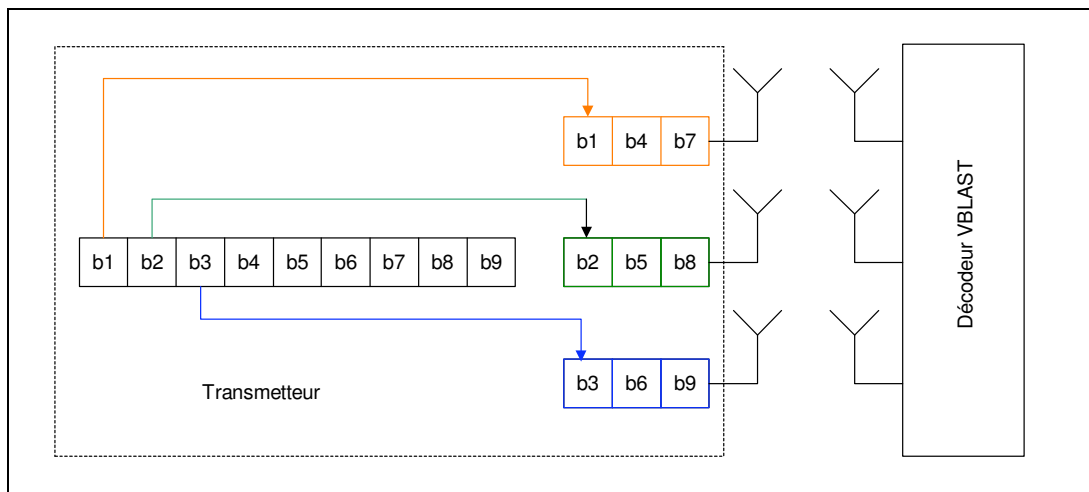 b1 b4 b7
b1 b2 b3 b4 b5 b6 b7 b8 b9
b2 b5 b8
b3 b6 b9
Transmetteur
Décodeur VBLAST